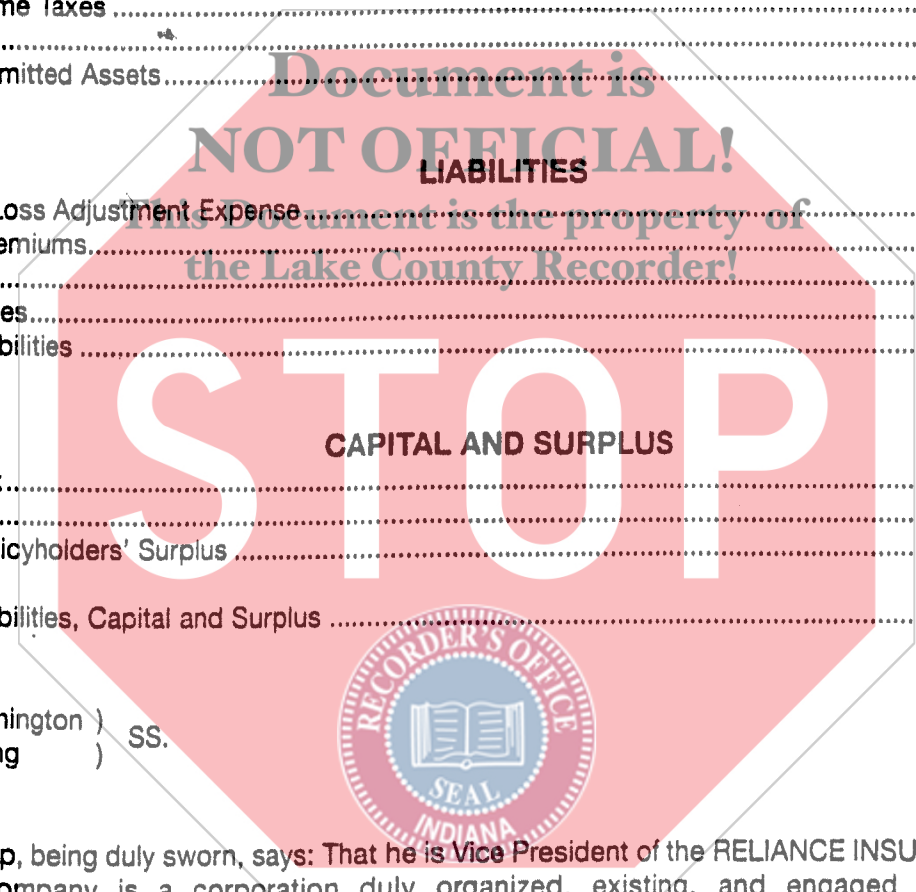 me Taxes
Document is
mitted Assets
NOT OFFICIAL!
LIABILITIES
Loss Adjustment Expense
This Document is the property of
emiums
the Lake County Recorder!
es
bilities
STOP
CAPITAL AND SURPLUS
icyholders' Surplus
bilities, Capital and Surplus
RECORDER'S OFFICE
hington )
SS.
ng )
SEAL
INDIANA
p, being duly sworn, says: That he is Vice President of the RELIANCE INSU
ompany is a corporation duly organized, existing, and engaged